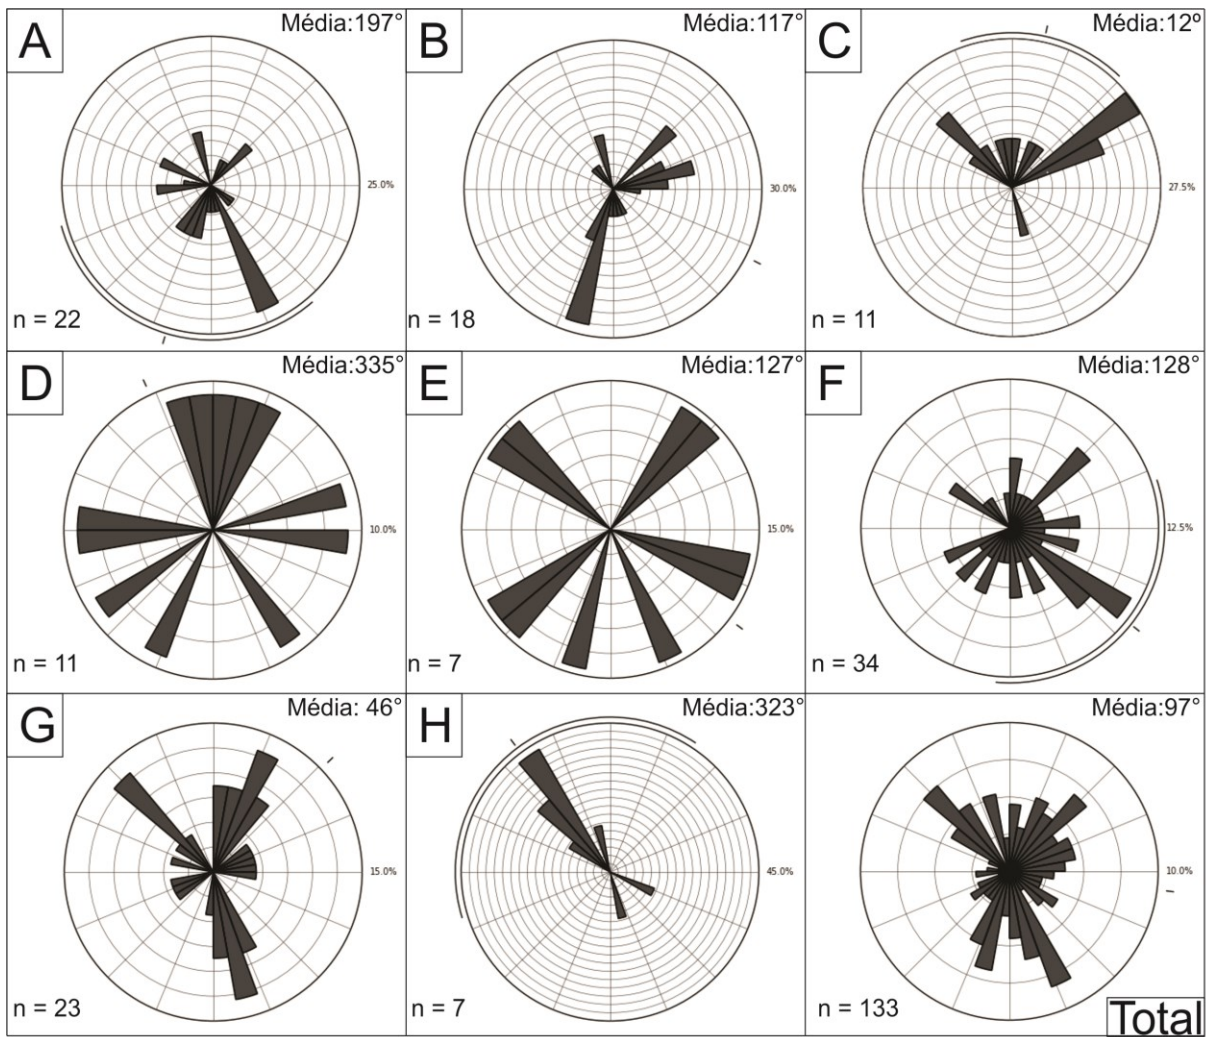 A
Média:197°
25.0%
n = 22
B
Média:117°
30.0%
n = 18
C
Média:12º
27.5%
n = 11
D
Média:335°
10.0%
n = 11
E
Média:127°
15.0%
n = 7
F
Média:128°
12.5%
n = 34
G
Média: 46°
15.0%
n = 23
H
Média:323°
45.0%
n = 7
Média:97°
10.0%
n = 133
Total